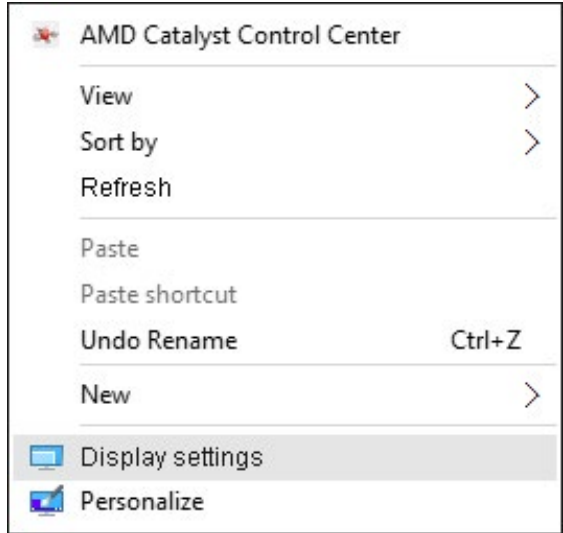 AMD Catalyst Control Center
View
Sort by
Refresh
Paste
Paste shortcut
Undo Rename Ctrl+Z
New
Display settings
Personalize